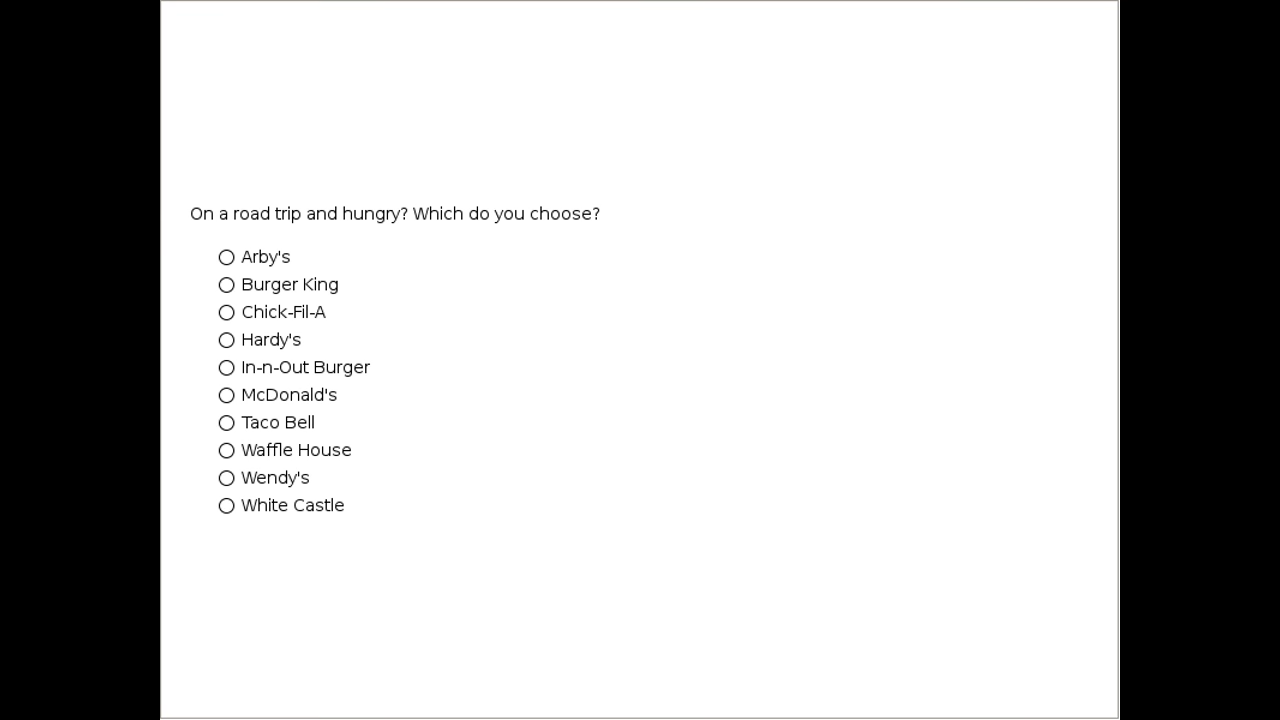 On a road trip and hungry? Which do you choose?
Arby's
Burger King
Chick-Fil-A
Hardy's
In-n-Out Burger
McDonald's
Taco Bell
Waffle House
Wendy's
White Castle